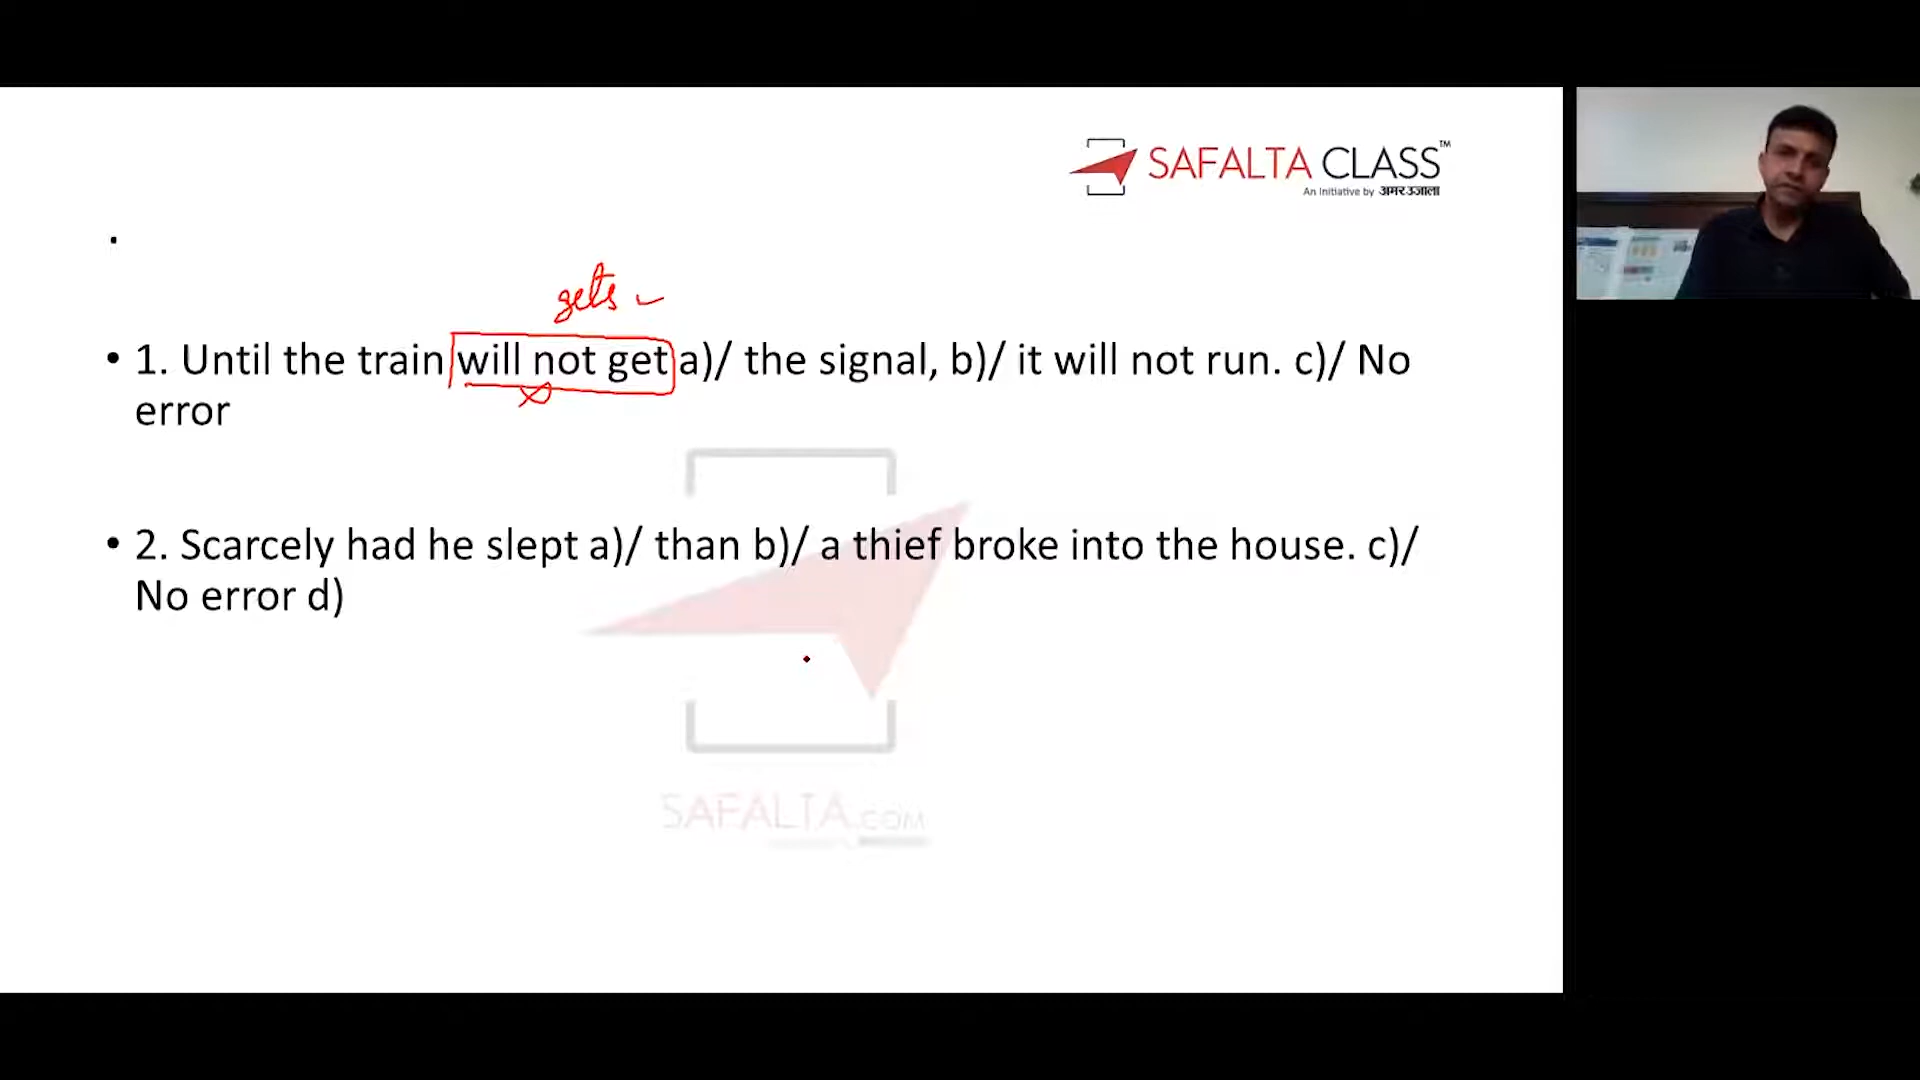 SAFALTA CLASS™
An Initiative by अमर उजाला
gets
• 1. Until the train will not get a)/ the signal, b)/ it will not run. c)/ No
error
• 2. Scarcely had he slept a)/ than b)/ a thief broke into the house. c)/
No error d)
SAFALTA.COM